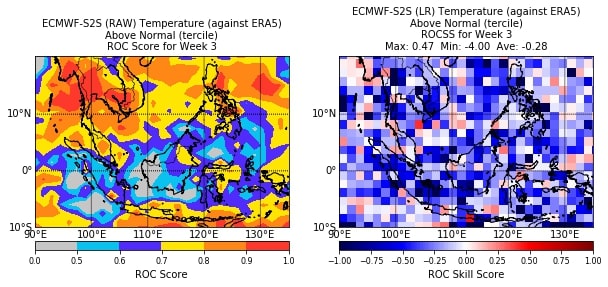 ECMWF-S2S (RAW) Temperature (against ERA5)
Above Normal (tercile)
ROC Score for Week 3
10°N
0°
10°S
90°E 100°E 110°E 120°E 130°E
0.0 0.5 0.6 0.7 0.8 0.9 1.0
ROC Score
ECMWF-S2S (LR) Temperature (against ERA5)
Above Normal (tercile)
ROCSS for Week 3
Max: 0.47 Min: -4.00 Ave: -0.28
10°N
0°
10°S
90°E 100°E 110°E 120°E 130°E
−1.00 −0.75 −0.50 −0.25 0.00 0.25 0.50 0.75 1.00
ROC Skill Score